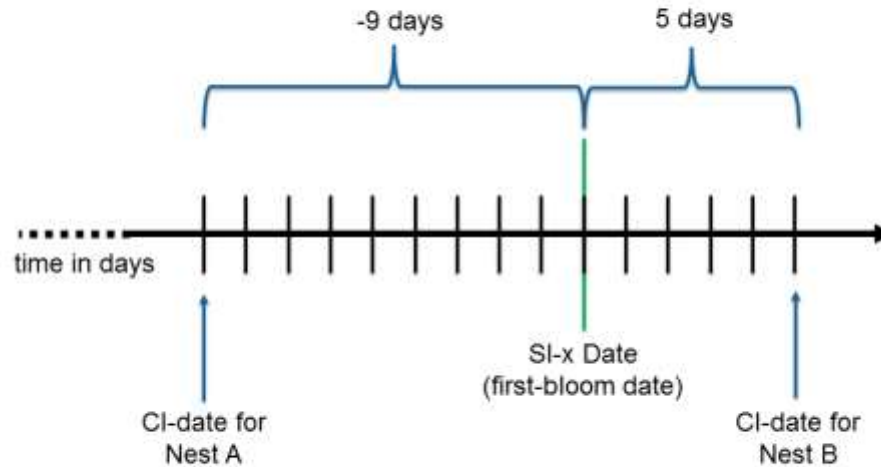 -9 days
5 days
time in days
SI-x Date
(first-bloom date)
CI-date for
Nest A
CI-date for
Nest B